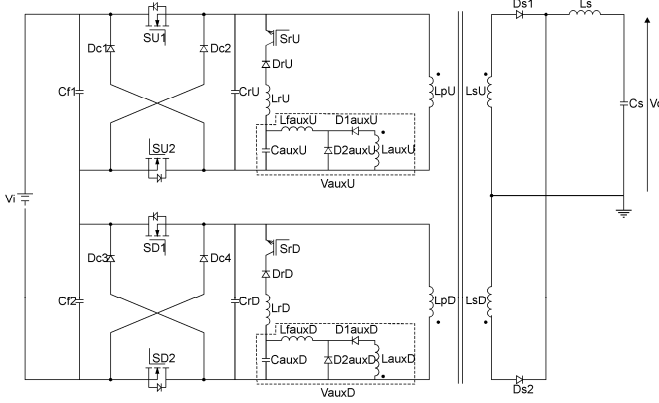 Ds1
Ls
SU1
Dc1
Dc2
SrU
DrU
Cf1
CrU
LrU
LpU
LsU
Cs
LfauxU
D1auxU
SU2
CauxU
D2auxU
LauxU
VauxU
Vi
SD1
Dc3
Dc4
SrD
DrD
Cf2
CrD
LrD
LpD
LsD
LfauxD
D1auxD
SD2
CauxD
D2auxD
LauxD
VauxD
Ds2